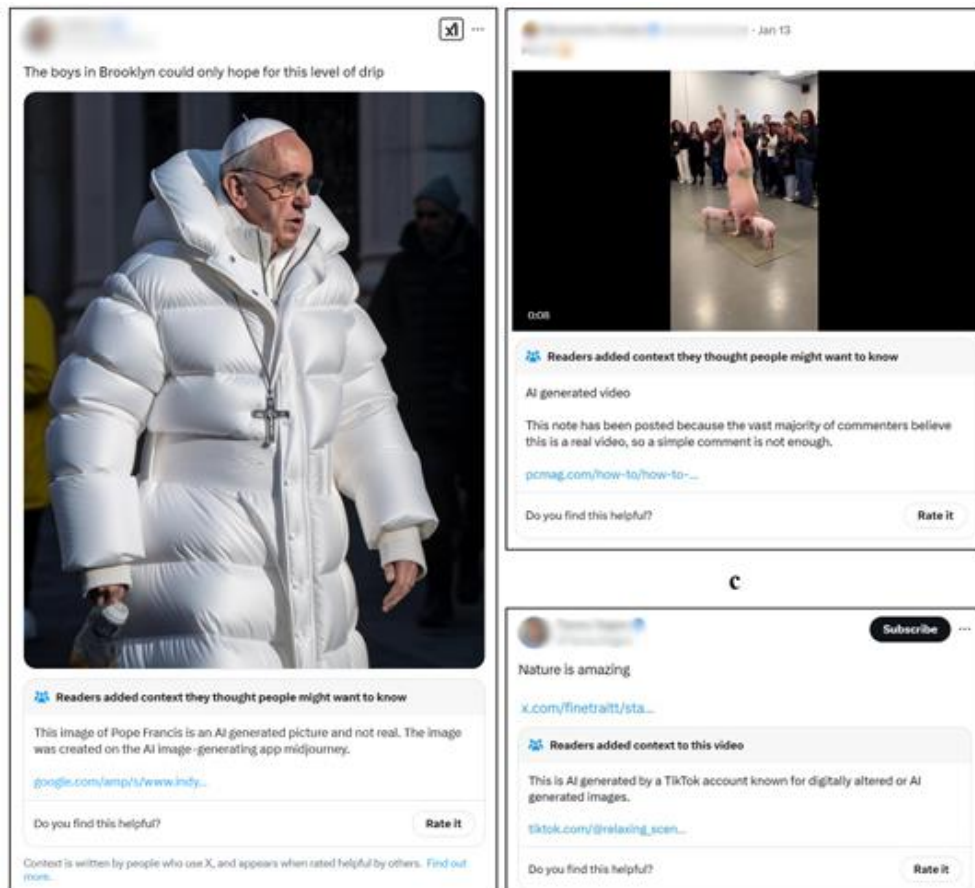 The boys in Brooklyn could only hope for this level of drip
Readers added context they thought people might want to know
This image of Pope Francis is an AI generated picture and not real. The image
was created on the AI image-generating app midjourney.
google.com/amp/s/www.indy...
Do you find this helpful?
Rate it
Context is written by people who use X, and appears when rated helpful by others. Find out
more.
· Jan 13
0:08
Readers added context they thought people might want to know
AI generated video
This note has been posted because the vast majority of commenters believe
this is a real video, so a simple comment is not enough.
pcmag.com/how-to/how-to-...
Do you find this helpful?
Rate it
c
Subscribe
Nature is amazing
x.com/finetraitt/sta...
Readers added context to this video
This is AI generated by a TikTok account known for digitally altered or AI
generated images.
tiktok.com/@relaxing_scen...
Do you find this helpful?
Rate it